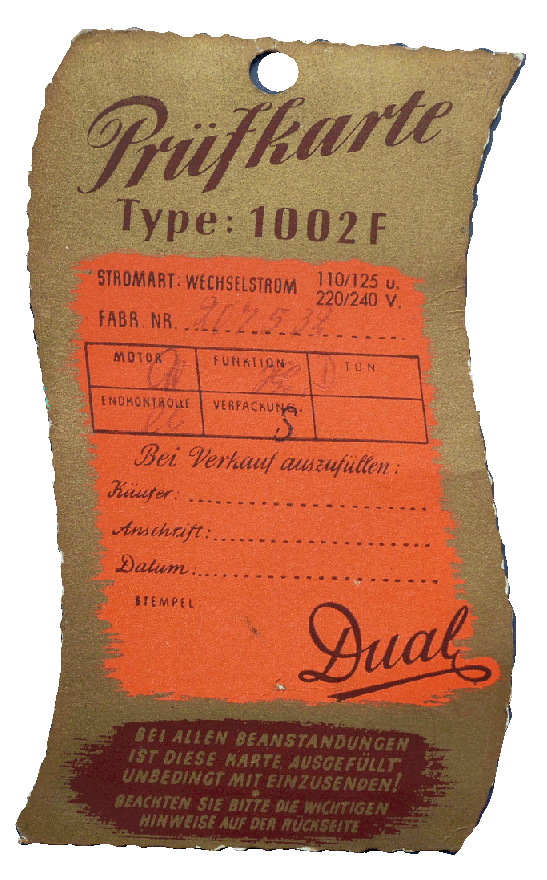 Prüfkarte
Type: 1002F
STROMART: WECHSELSTROM 110/125 u.
220/240 V.
FABR. NR.
MOTOR FUNKTION TON
ENDKONTROLLE VERPACKUNG
Bei Verkauf auszufüllen:
Käufer:
Anschrift:
Datum:
STEMPEL
Dual
BEI ALLEN BEANSTANDUNGEN
IST DIESE KARTE AUSGEFÜLLT
UNBEDINGT MIT EINZUSENDEN!
BEACHTEN SIE BITTE DIE WICHTIGEN
HINWEISE AUF DER RÜCKSEITE